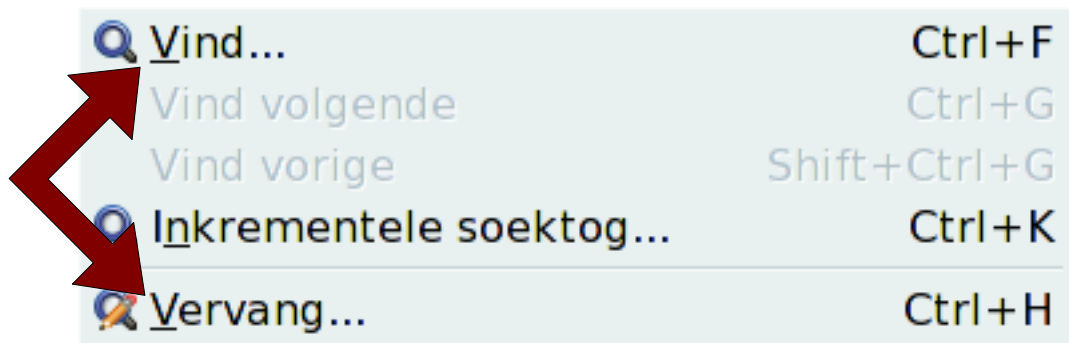 Vind... Ctrl+F
Vind volgende Ctrl+G
Vind vorige Shift+Ctrl+G
Inkrementele soektog... Ctrl+K
Vervang... Ctrl+H